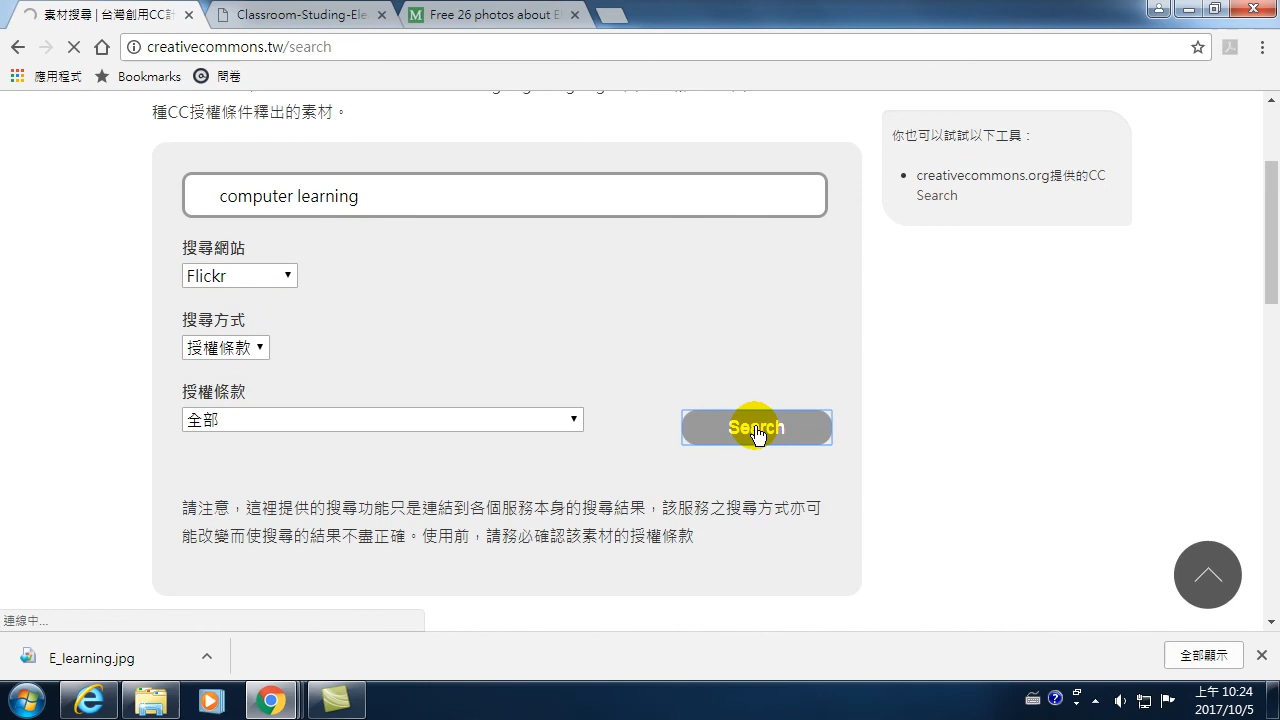 素材搜尋 | 台灣創用CC計
Classroom-Studing-Ele
Free 26 photos about El
creativecommons.tw/search
應用程式
Bookmarks
問卷
種CC授權條件釋出的素材。
你也可以試試以下工具：
creativecommons.org提供的CC
Search
computer learning
搜尋網站
Flickr
搜尋方式
授權條款
授權條款
全部
Search
請注意，這裡提供的搜尋功能只是連結到各個服務本身的搜尋結果，該服務之搜尋方式亦可
能改變而使搜尋的結果不盡正確。使用前，請務必確認該素材的授權條款
連線中...
E_learning.jpg
全部顯示
上午 10:24
2017/10/5